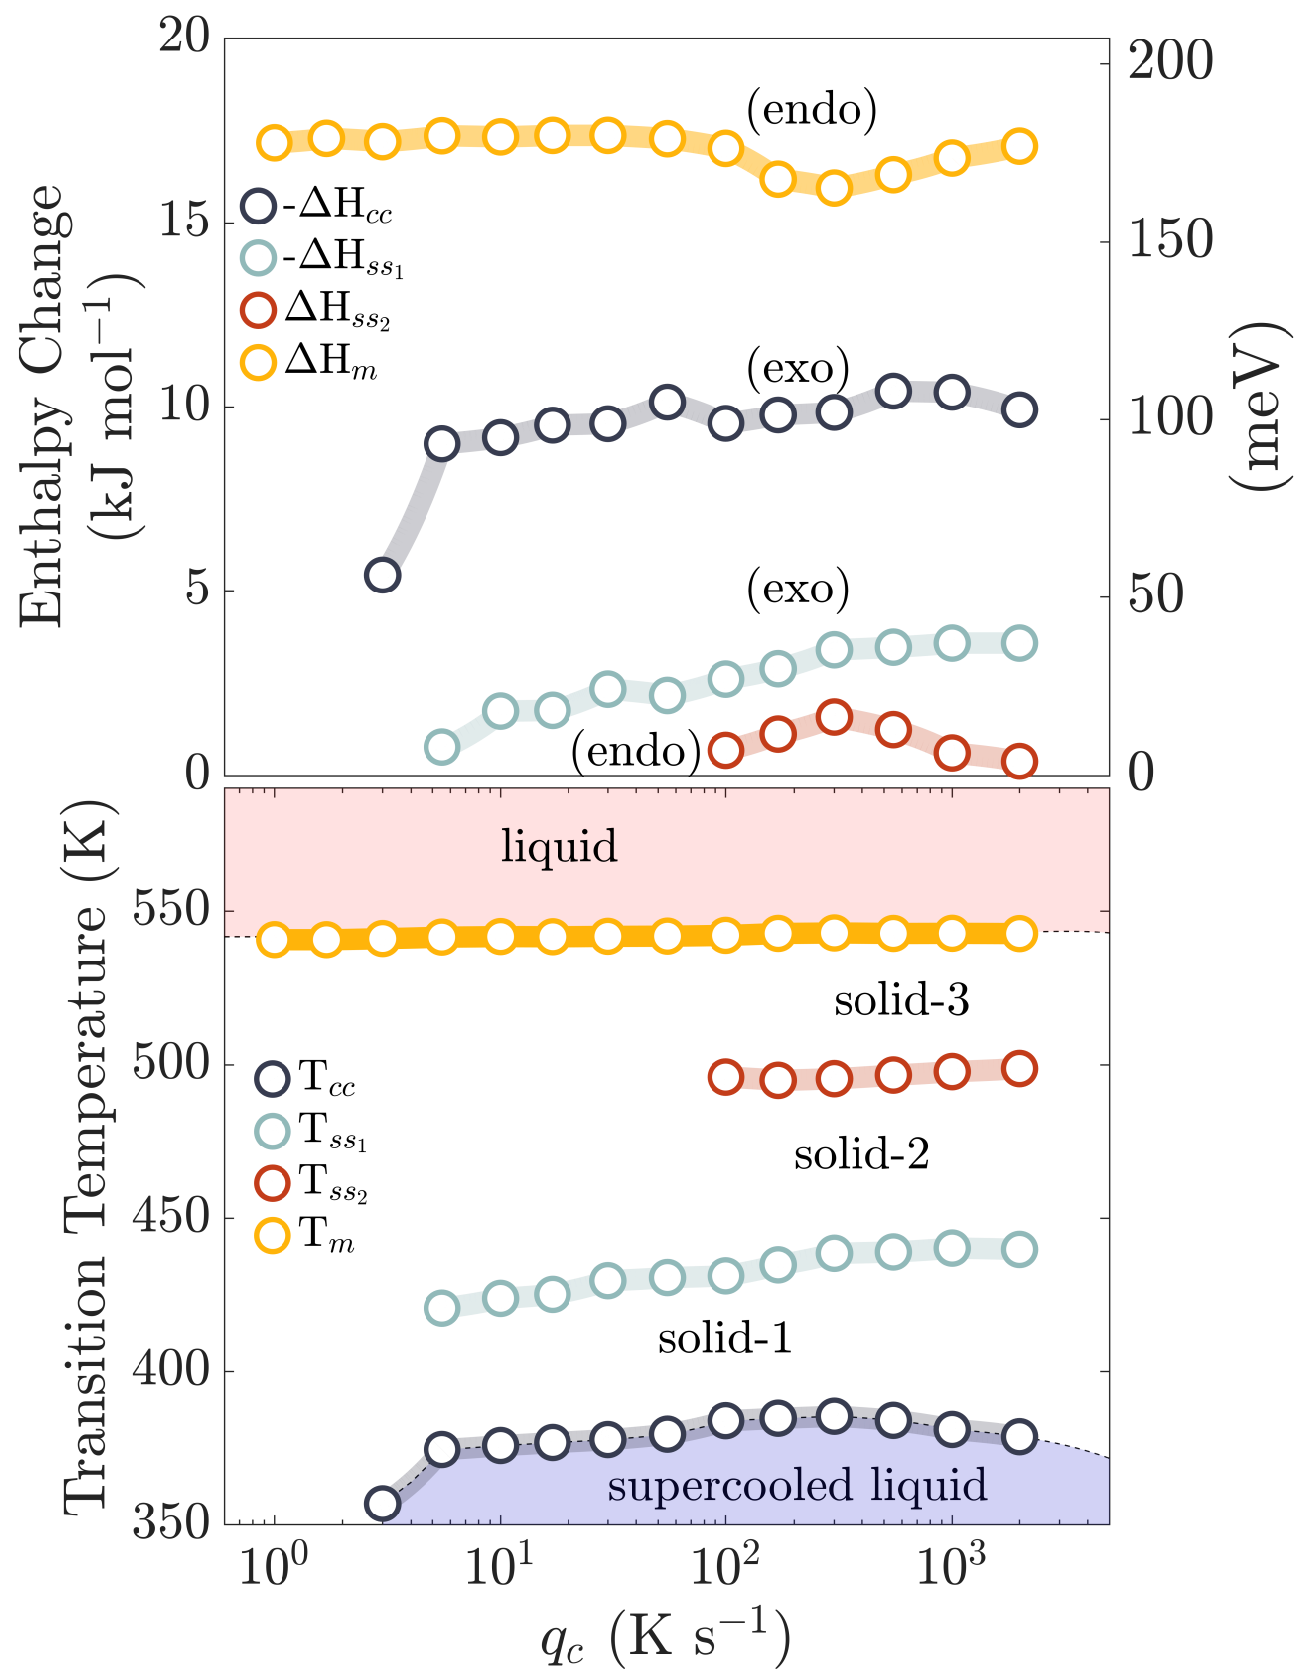 20
15
10
5
0
Enthalpy Change
(kJ mol⁻¹)
200
150
100
50
0
(meV)
(endo)
-ΔH_cc
-ΔH_ss₁
ΔH_ss₂
ΔH_m
(exo)
(exo)
(endo)
Transition Temperature (K)
550
500
450
400
350
liquid
solid-3
T_cc
T_ss₁
T_ss₂
T_m
solid-2
solid-1
supercooled liquid
10⁰ 10¹ 10² 10³
q_c (K s⁻¹)